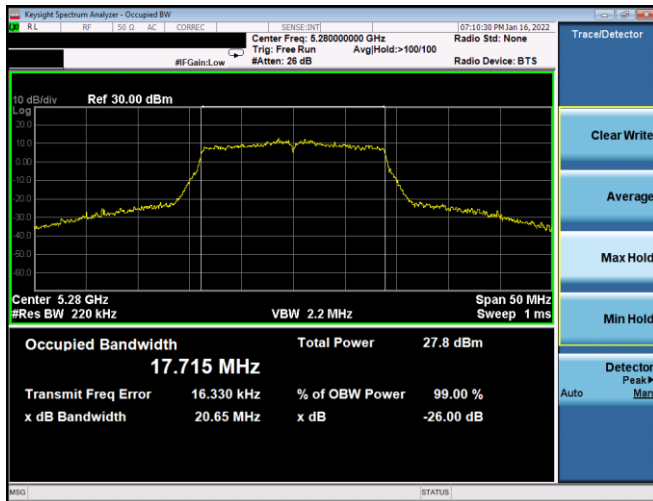 Keysight Spectrum Analyzer - Occupied BW
RL RF 50 Ω AC CORREC SENSE:INT 07:10:30 PM Jan 16, 2022
Center Freq: 5.280000000 GHz Radio Std: None
Trig: Free Run Avg|Hold:>100/100
#IFGain:Low #Atten: 26 dB Radio Device: BTS
Trace/Detector
10 dB/div Ref 30.00 dBm
Log
20.0
10.0
0.00
-10.0
-20.0
-30.0
-40.0
-50.0
-60.0
Center 5.28 GHz Span 50 MHz
#Res BW 220 kHz VBW 2.2 MHz Sweep 1 ms
Occupied Bandwidth Total Power 27.8 dBm
17.715 MHz
Transmit Freq Error 16.330 kHz % of OBW Power 99.00 %
x dB Bandwidth 20.65 MHz x dB -26.00 dB
Clear Write
Average
Max Hold
Min Hold
Detector
Peak▶
Auto Man
MSG STATUS